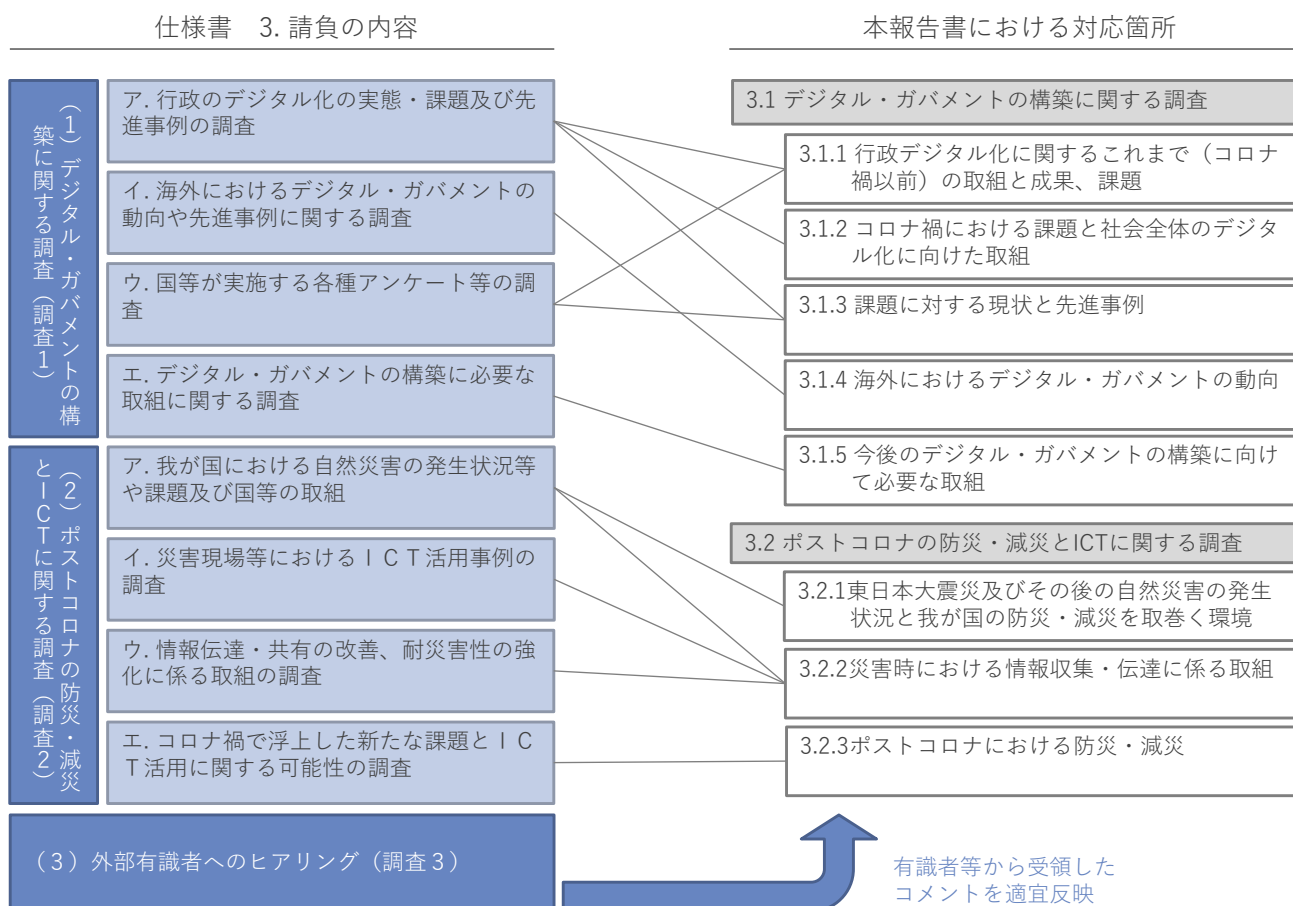 仕様書　3. 請負の内容
本報告書における対応箇所
（１）デジタル・ガバメントの構
築に関する調査（調査１）
ア. 行政のデジタル化の実態・課題及び先
進事例の調査
イ. 海外におけるデジタル・ガバメントの
動向や先進事例に関する調査
ウ. 国等が実施する各種アンケート等の調
査
エ. デジタル・ガバメントの構築に必要な
取組に関する調査
（２）ポストコロナの防災・減災
とＩＣＴに関する調査（調査２）
ア. 我が国における自然災害の発生状況等
や課題及び国等の取組
イ. 災害現場等におけるＩＣＴ活用事例の
調査
ウ. 情報伝達・共有の改善、耐災害性の強
化に係る取組の調査
エ. コロナ禍で浮上した新たな課題とＩＣ
Ｔ活用に関する可能性の調査
（３）外部有識者へのヒアリング（調査３）
3.1 デジタル・ガバメントの構築に関する調査
3.1.1 行政デジタル化に関するこれまで（コロナ
禍以前）の取組と成果、課題
3.1.2 コロナ禍における課題と社会全体のデジタ
ル化に向けた取組
3.1.3 課題に対する現状と先進事例
3.1.4 海外におけるデジタル・ガバメントの動向
3.1.5 今後のデジタル・ガバメントの構築に向け
て必要な取組
3.2 ポストコロナの防災・減災とICTに関する調査
3.2.1東日本大震災及びその後の自然災害の発生
状況と我が国の防災・減災を取巻く環境
3.2.2災害時における情報収集・伝達に係る取組
3.2.3ポストコロナにおける防災・減災
有識者等から受領した
コメントを適宜反映